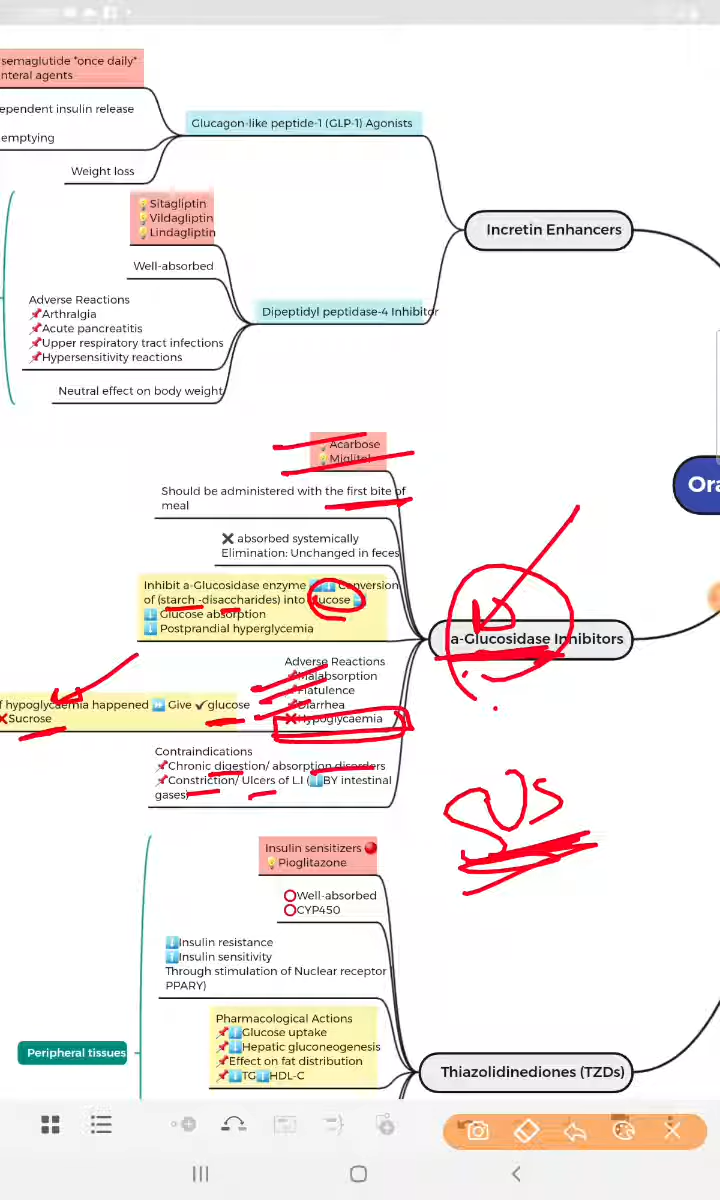 semaglutide "once daily"
nteral agents
ependent insulin release
emptying
Weight loss
Glucagon-like peptide-1 (GLP-1) Agonists
💡Sitagliptin
💡Vildagliptin
💡Lindagliptin
Well-absorbed
Adverse Reactions
📌Arthralgia
📌Acute pancreatitis
📌Upper respiratory tract infections
📌Hypersensitivity reactions
Neutral effect on body weight
Dipeptidyl peptidase-4 Inhibitor
Incretin Enhancers
💡Acarbose
💡Miglitol
Should be administered with the first bite of
meal
❌ absorbed systemically
Elimination: Unchanged in feces
Inhibit a-Glucosidase enzyme ⏩⬇️ Conversion
of (starch -disaccharides) into glucose ⏩
⬇️ Glucose absorption
⬇️ Postprandial hyperglycemia
a-Glucosidase Inhibitors
Adverse Reactions
📌Malabsorption
📌Flatulence
📌Diarrhea
❌Hypoglycaemia
f hypoglycaemia happened ⏩ Give ✔glucose
❌Sucrose
Contraindications
📌Chronic digestion/ absorption disorders
📌Constriction/ Ulcers of L.I (⬇️BY intestinal
gases)
Ora
SUS
Insulin sensitizers 🔴
💡Pioglitazone
⭕Well-absorbed
⭕CYP450
⬇️Insulin resistance
⬇️Insulin sensitivity
Through stimulation of Nuclear receptor
PPARY)
Pharmacological Actions
📌⬇️Glucose uptake
📌⬇️Hepatic gluconeogenesis
📌Effect on fat distribution
📌⬇️TG⬇️HDL-C
Peripheral tissues
Thiazolidinediones (TZDs)